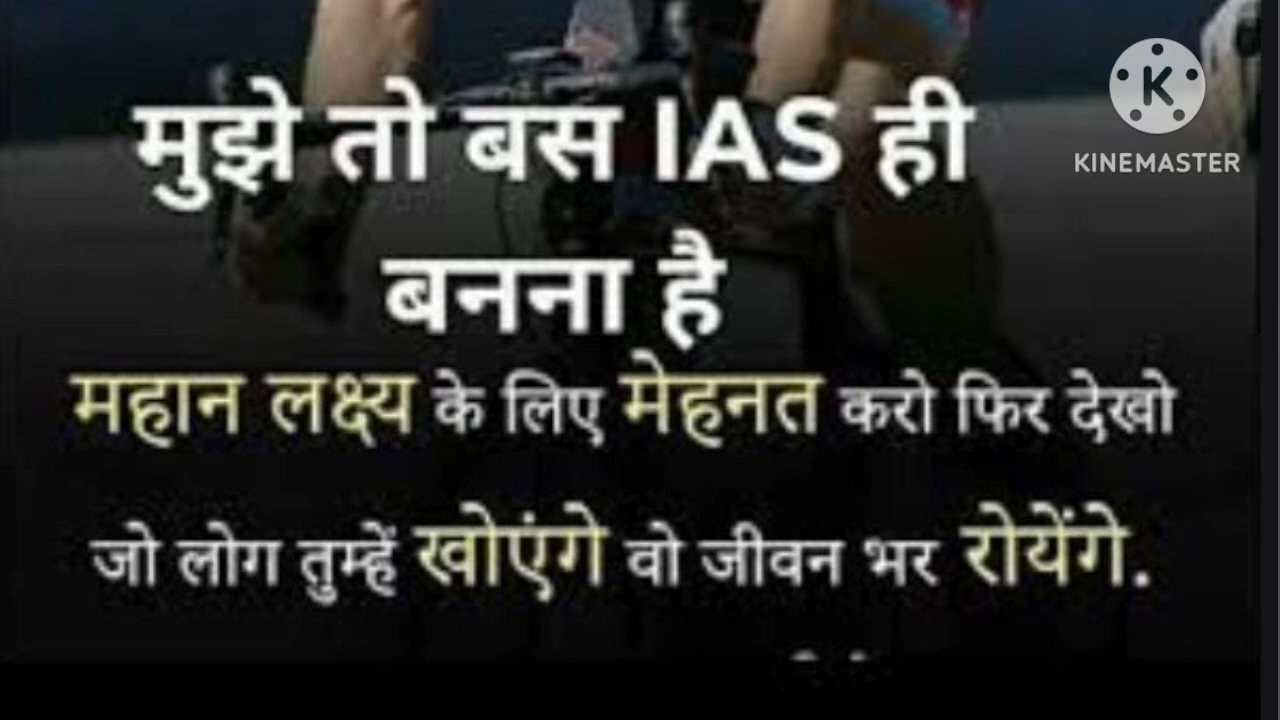 मुझे तो बस IAS ही
बनना है
महान लक्ष्य के लिए मेहनत करो फिर देखो
जो लोग तुम्हें खोएंगे वो जीवन भर रोयेंगे.
K
KINEMASTER